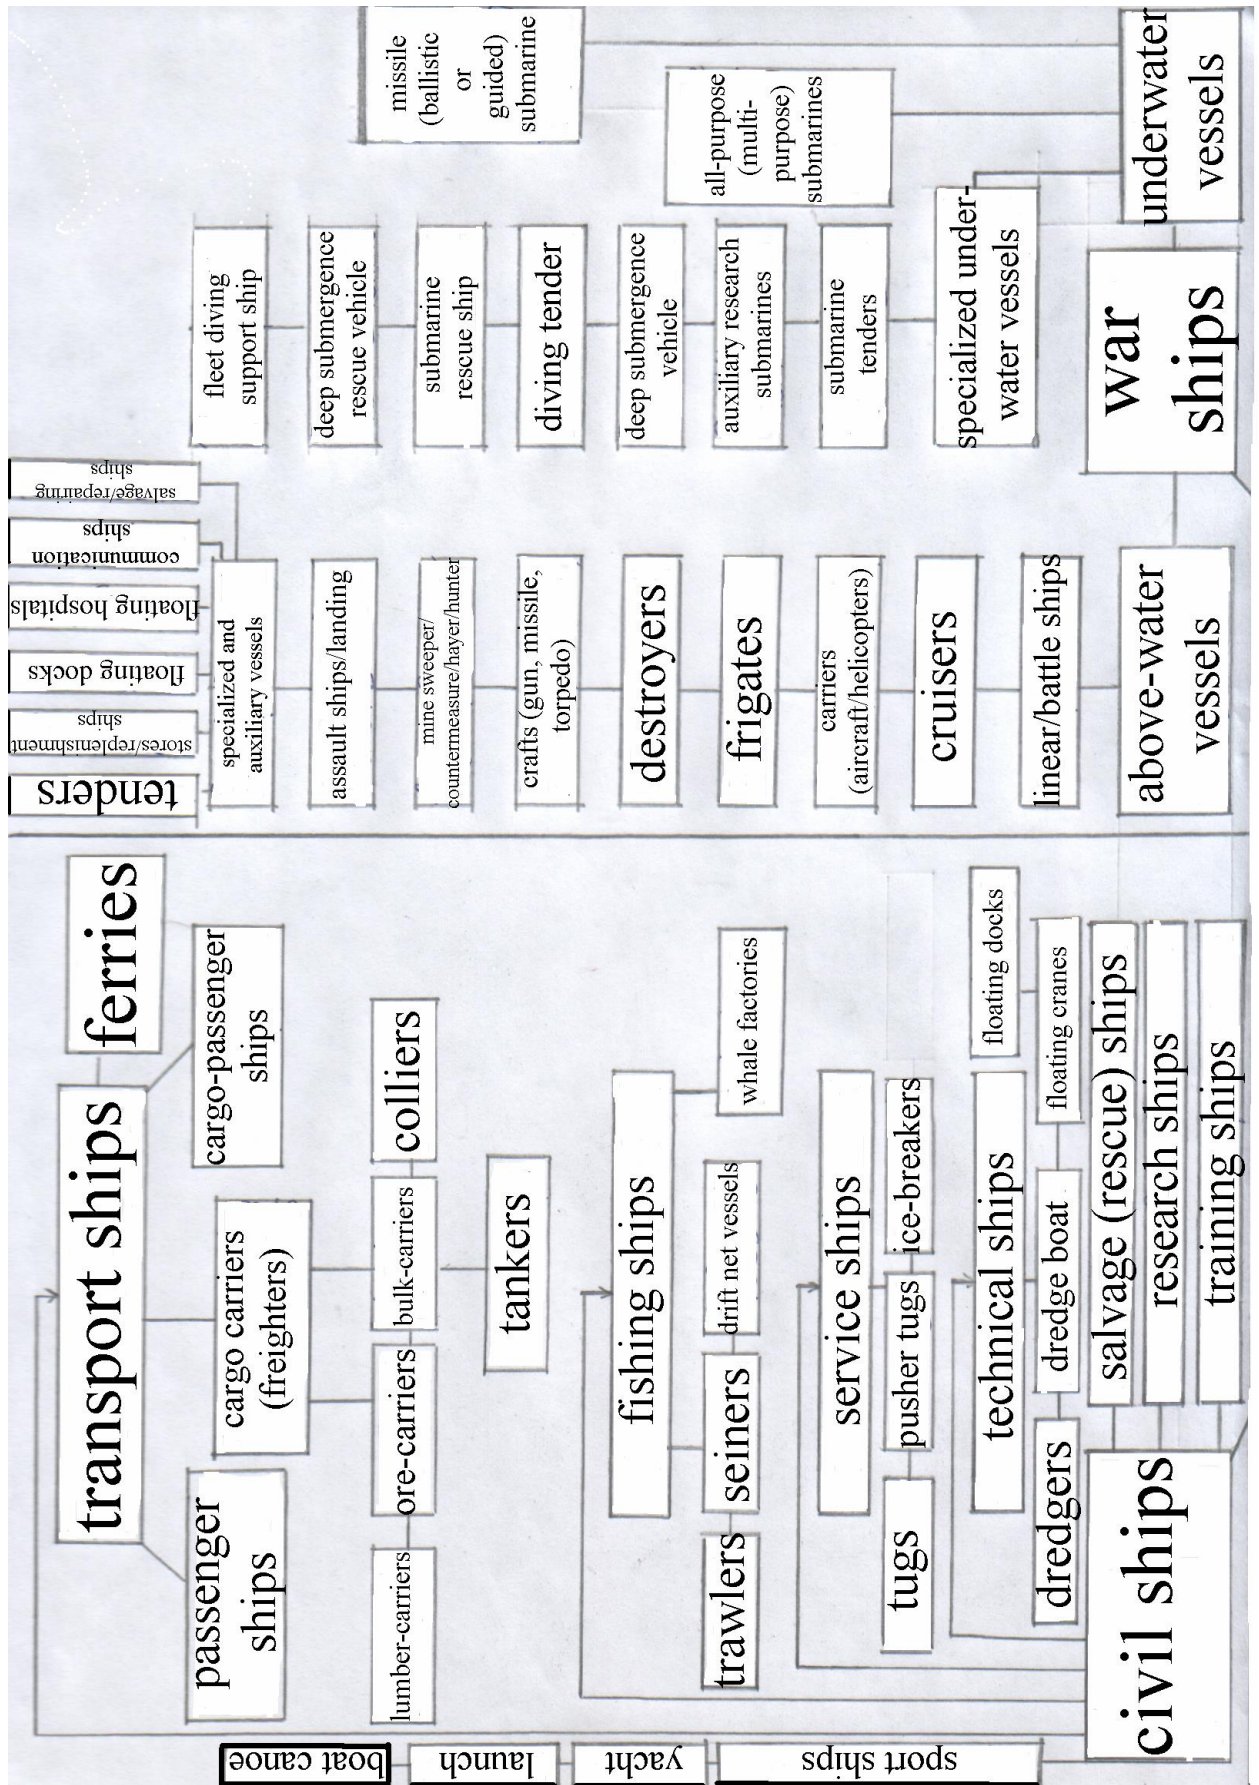 transport ships
ferries
passenger
ships
cargo carriers
(freighters)
cargo-passenger
ships
lumber-carriers
ore-carriers
bulk-carriers
colliers
tankers
fishing ships
trawlers
seiners
drift net vessels
whale factories
service ships
tugs
pusher tugs
ice-breakers
technical ships
floating docks
dredgers
dredge boat
floating cranes
salvage (rescue) ships
research ships
training ships
civil ships
boat canoe
launch
yacht
sport ships
tenders
stores/replenishment
ships
floating docks
floating hospitals
communication
ships
salvage/repairing
ships
specialized and
auxiliary vessels
assault ships/landing
mine sweeper/
countermeasure/hayer/hunter
crafts (gun, missile,
torpedo)
destroyers
frigates
carriers
(aircraft/helicopters)
cruisers
linear/battle ships
above-water
vessels
war
ships
fleet diving
support ship
deep submergence
rescue vehicle
submarine
rescue ship
diving tender
deep submergence
vehicle
auxiliary research
submarines
submarine
tenders
specialized under-
water vessels
missile
(ballistic
or
guided)
submarine
all-purpose
(multi-
purpose)
submarines
underwater
vessels